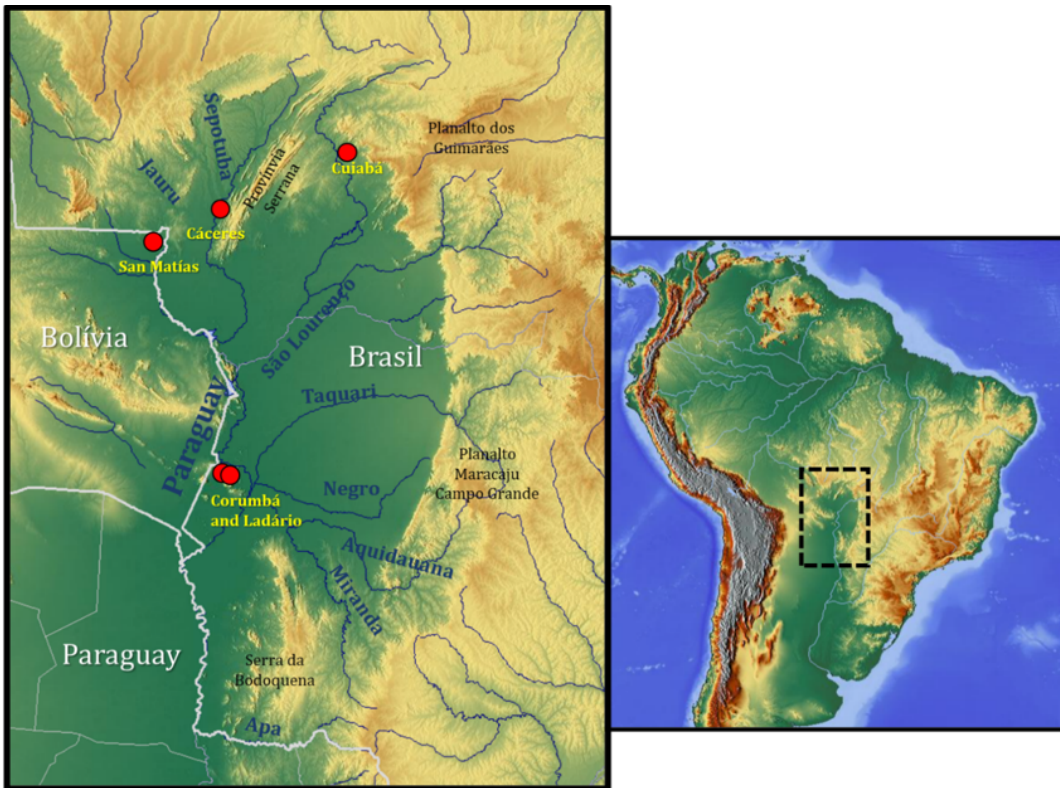 Planalto dos
Guimarães
Sepotuba
Cuiabá
Provínvia
Serrana
Jauru
Cáceres
San Matías
São Lourenço
Bolívia
Brasil
Taquari
Paraguay
Planalto
Maracaju
Campo Grande
Negro
Corumbá
and Ladário
Aquidauana
Miranda
Paraguay
Serra da
Bodoquena
Apa